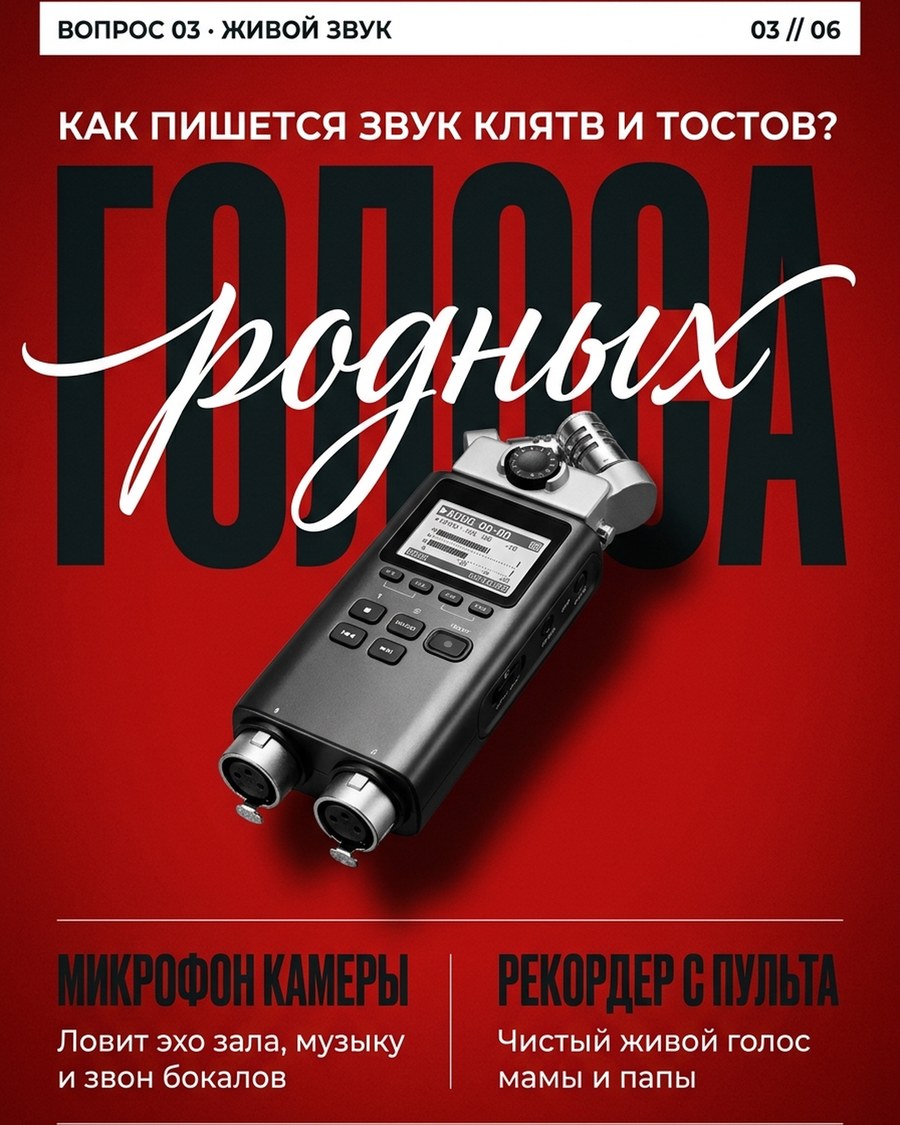 ВОПРОС 03 · ЖИВОЙ ЗВУК
03 // 06
КАК ПИШЕТСЯ ЗВУК КЛЯТВ И ТОСТОВ?
ГОЛОСА
родных
МИКРОФОН КАМЕРЫ
Ловит эхо зала, музыку
и звон бокалов
РЕКОРДЕР С ПУЛЬТА
Чистый живой голос
мамы и папы